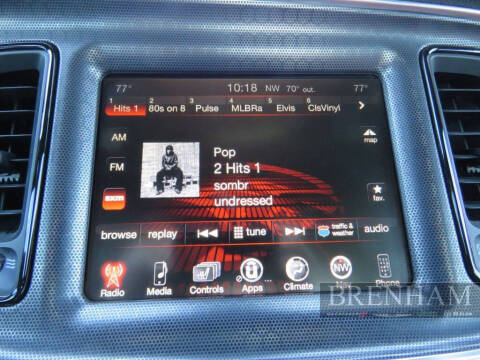 77° 10:18 NW 70° out. 77°
1 2 3 4 5 6
Hits 1 80s on 8 Pulse MLBRa Elvis ClsVinyl
AM
FM
sxm
map
fav.
Pop
2 Hits 1
sombr
undressed
browse replay tune traffic & weather audio
NW
Radio Media Controls Apps Climate Phone
BRENHAM